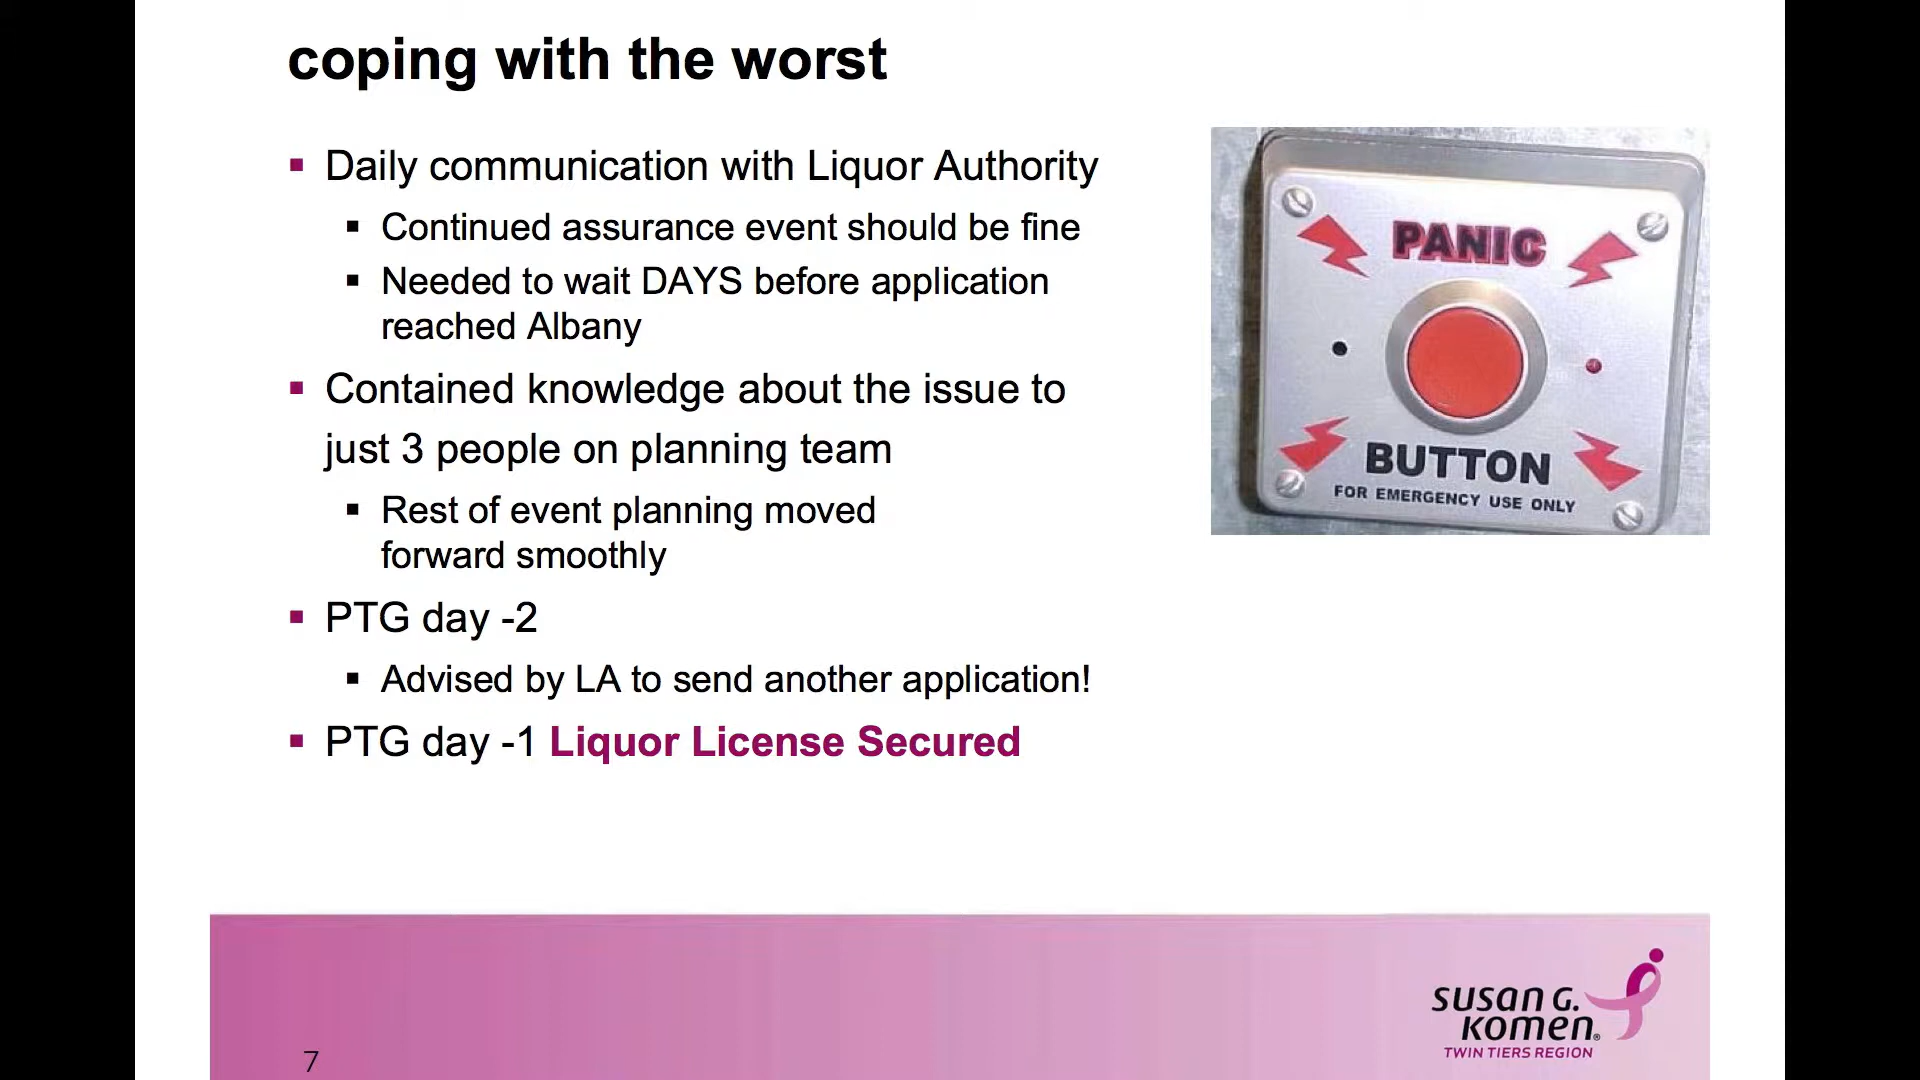 coping with the worst
Daily communication with Liquor Authority
Continued assurance event should be fine
Needed to wait DAYS before application
reached Albany
Contained knowledge about the issue to
just 3 people on planning team
Rest of event planning moved
forward smoothly
PTG day -2
Advised by LA to send another application!
PTG day -1 Liquor License Secured
PANIC
BUTTON
FOR EMERGENCY USE ONLY
susan G.
komen®
TWIN TIERS REGION
7